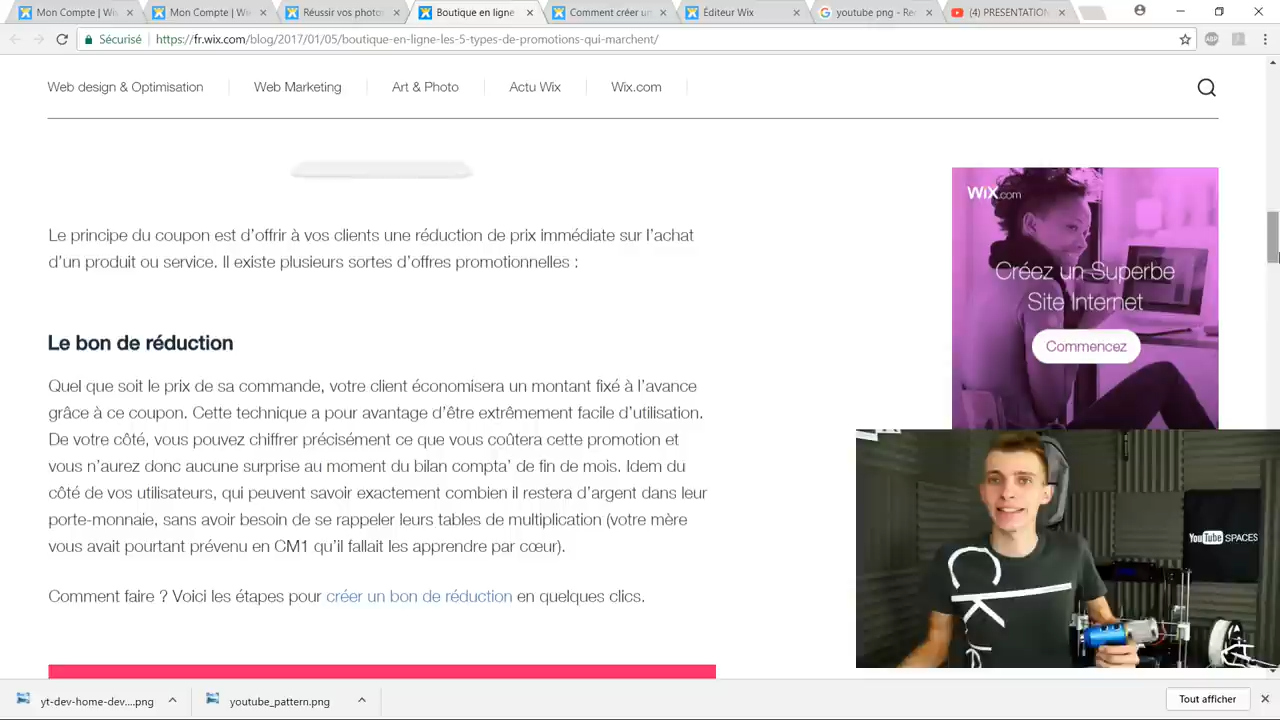 Mon Compte | Wi
Mon Compte | Wi
Réussir vos photo
Boutique en ligne
Comment créer un
Éditeur Wix
youtube png - Re
(4) PRESENTATION
Sécurisé
https://fr.wix.com/blog/2017/01/05/boutique-en-ligne-les-5-types-de-promotions-qui-marchent/
ABP
Web design & Optimisation
Web Marketing
Art & Photo
Actu Wix
Wix.com
Le principe du coupon est d’offrir à vos clients une réduction de prix immédiate sur l’achat
d’un produit ou service. Il existe plusieurs sortes d’offres promotionnelles :
Le bon de réduction
Quel que soit le prix de sa commande, votre client économisera un montant fixé à l’avance
grâce à ce coupon. Cette technique a pour avantage d’être extrêmement facile d’utilisation.
De votre côté, vous pouvez chiffrer précisément ce que vous coûtera cette promotion et
vous n’aurez donc aucune surprise au moment du bilan compta’ de fin de mois. Idem du
côté de vos utilisateurs, qui peuvent savoir exactement combien il restera d’argent dans leur
porte-monnaie, sans avoir besoin de se rappeler leurs tables de multiplication (votre mère
vous avait pourtant prévenu en CM1 qu’il fallait les apprendre par cœur).
Comment faire ? Voici les étapes pour créer un bon de réduction en quelques clics.
WiX.com
Créez un Superbe
Site Internet
Commencez
YouTube SPACES
yt-dev-home-dev....png
youtube_pattern.png
Tout afficher